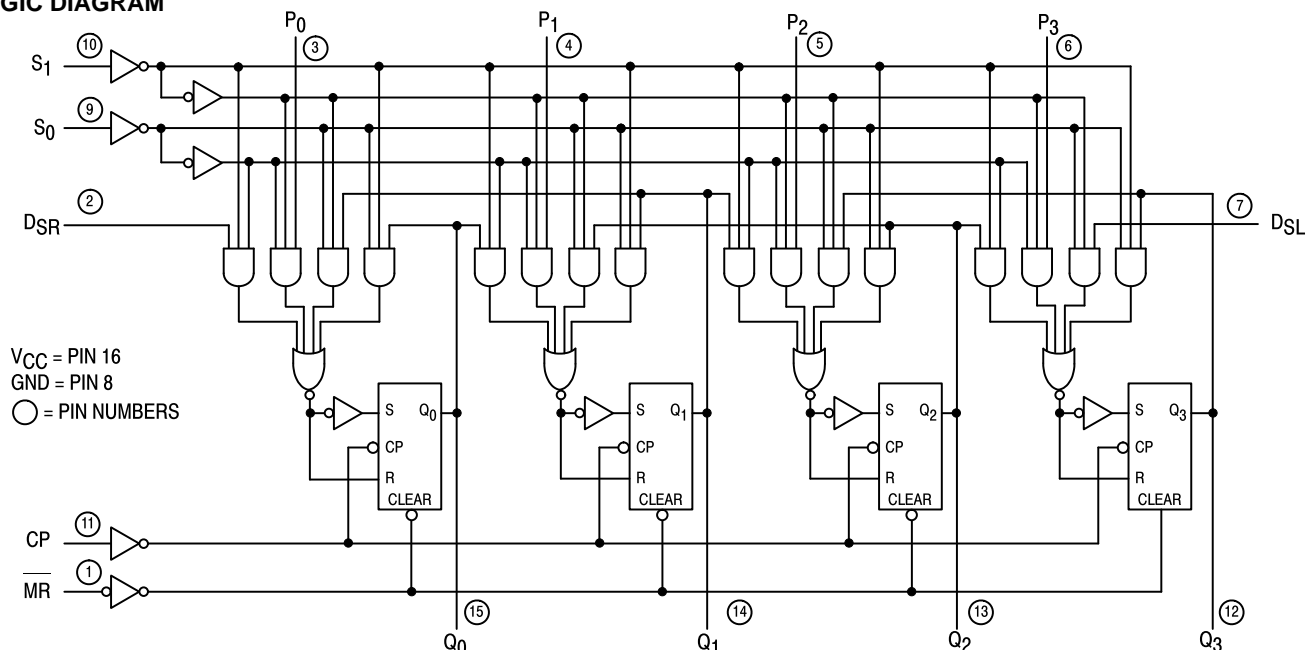 GIC DIAGRAM
P0 P1 P2 P3
10 3 4 5 6
S1
9
S0
2 7
DSR DSL
VCC = PIN 16
GND = PIN 8
= PIN NUMBERS
S Q0 S Q1 S Q2 S Q3
CP CP CP CP
R R R R
CLEAR CLEAR CLEAR CLEAR
11
CP
1
MR
15 14 13 12
Q0 Q1 Q2 Q3